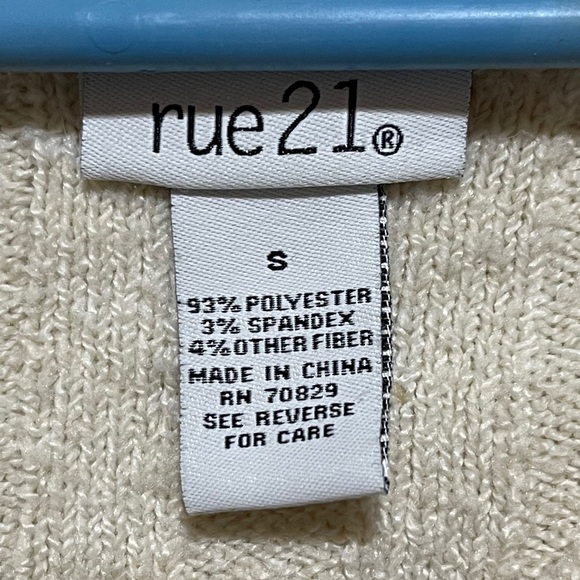 rue21®
S
93% POLYESTER
3% SPANDEX
4% OTHER FIBER
MADE IN CHINA
RN 70829
SEE REVERSE
FOR CARE